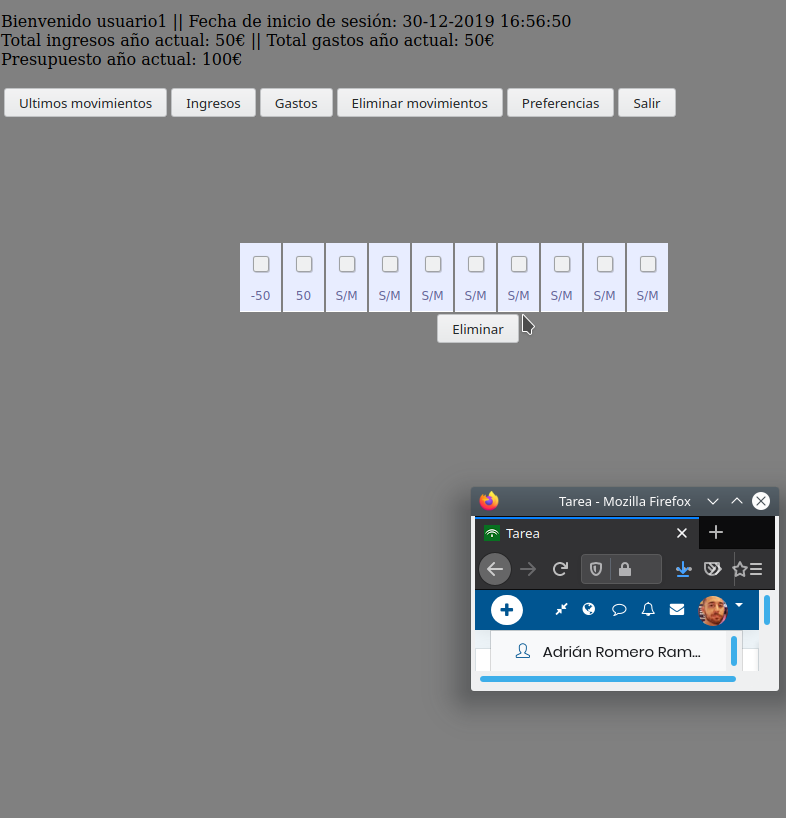 Bienvenido usuario1 || Fecha de inicio de sesión: 30-12-2019 16:56:50
Total ingresos año actual: 50€ || Total gastos año actual: 50€
Presupuesto año actual: 100€
Ultimos movimientos Ingresos Gastos Eliminar movimientos Preferencias Salir
-50 50 S/M S/M S/M S/M S/M S/M S/M S/M
Eliminar
Tarea - Mozilla Firefox
Tarea
Adrián Romero Ram...